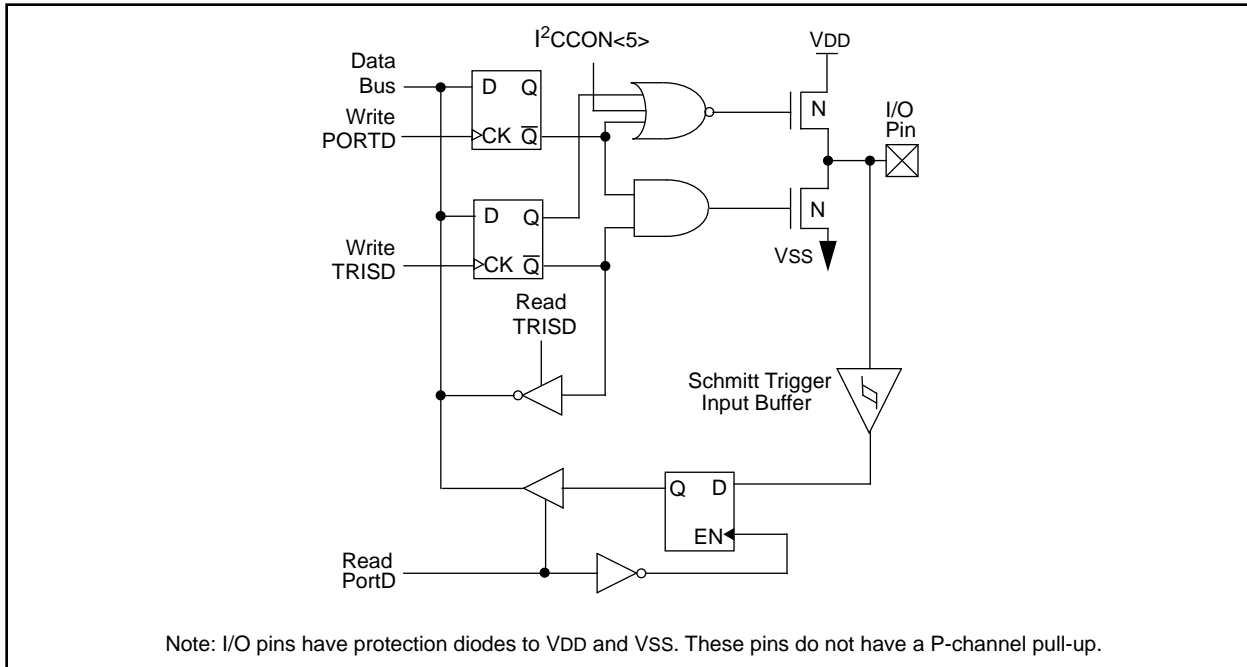 I²CCON<5>
VDD
Data
Bus
D Q
Write
PORTD
CK Q̅
N
I/O
Pin
D Q
Write
TRISD
CK Q̅
N
VSS
Read
TRISD
Schmitt Trigger
Input Buffer
Q D
EN
Read
PortD
Note: I/O pins have protection diodes to VDD and VSS. These pins do not have a P-channel pull-up.